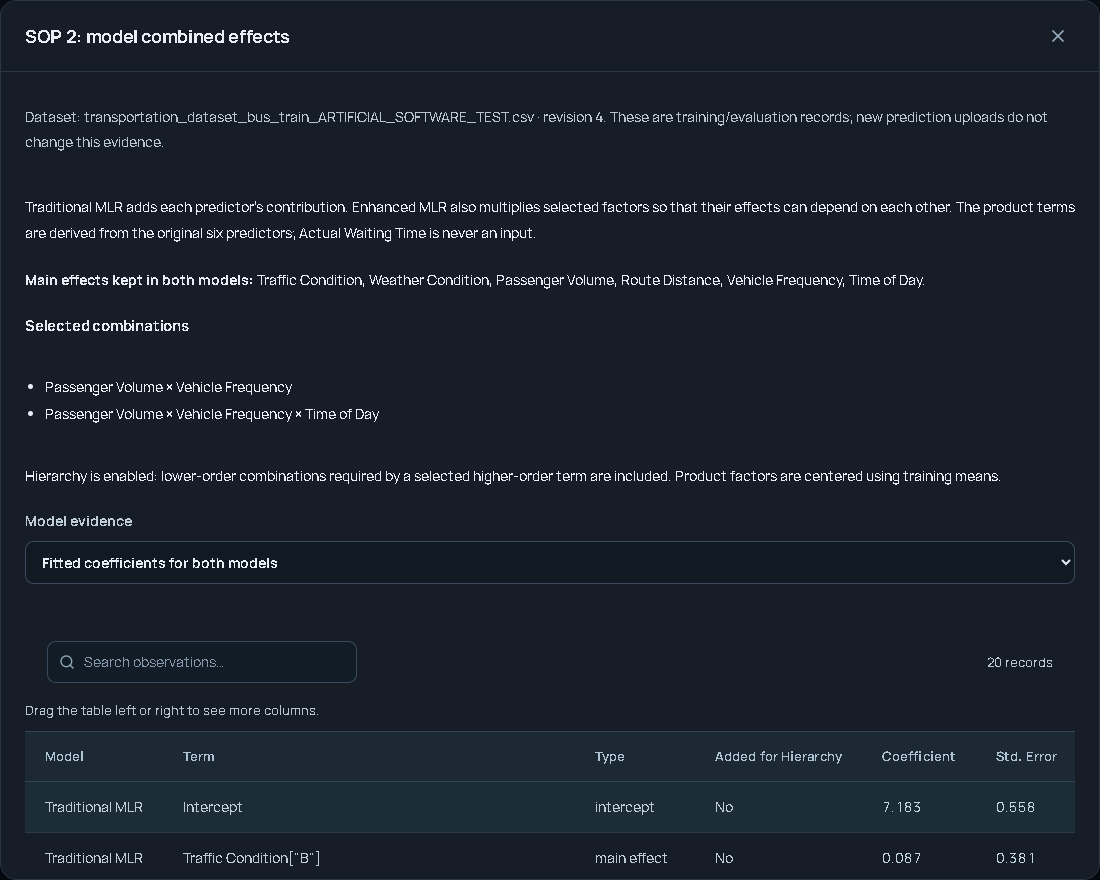 SOP 2: model combined effects
Dataset: transportation_dataset_bus_train_ARTIFICIAL_SOFTWARE_TEST.csv · revision 4. These are training/evaluation records; new prediction uploads do not
change this evidence.
Traditional MLR adds each predictor's contribution. Enhanced MLR also multiplies selected factors so that their effects can depend on each other. The product terms
are derived from the original six predictors; Actual Waiting Time is never an input.
Main effects kept in both models: Traffic Condition, Weather Condition, Passenger Volume, Route Distance, Vehicle Frequency, Time of Day.
Selected combinations
• Passenger Volume × Vehicle Frequency
• Passenger Volume × Vehicle Frequency × Time of Day
Hierarchy is enabled: lower-order combinations required by a selected higher-order term are included. Product factors are centered using training means.
Model evidence
Fitted coefficients for both models
Search observations... 20 records
Drag the table left or right to see more columns.
Model Term Type Added for Hierarchy Coefficient Std. Error
Traditional MLR Intercept intercept No 7.183 0.558
Traditional MLR Traffic Condition["B"] main effect No 0.087 0.381